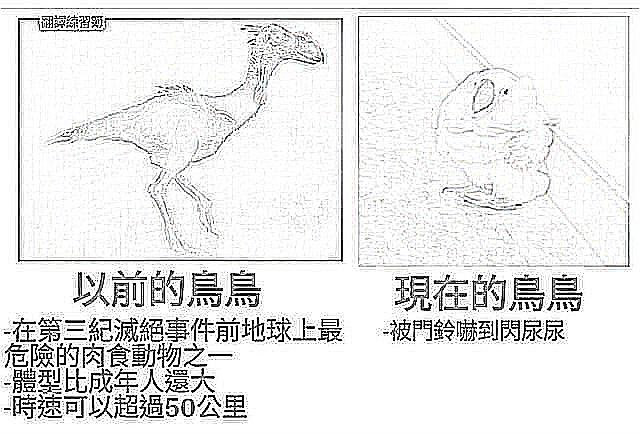 翻譯練習冊
以前的鳥鳥
-在第三紀滅絕事件前地球上最
危險的肉食動物之一
-體型比成年人還大
-時速可以超過50公里
現在的鳥鳥
-被門鈴嚇到閃尿尿